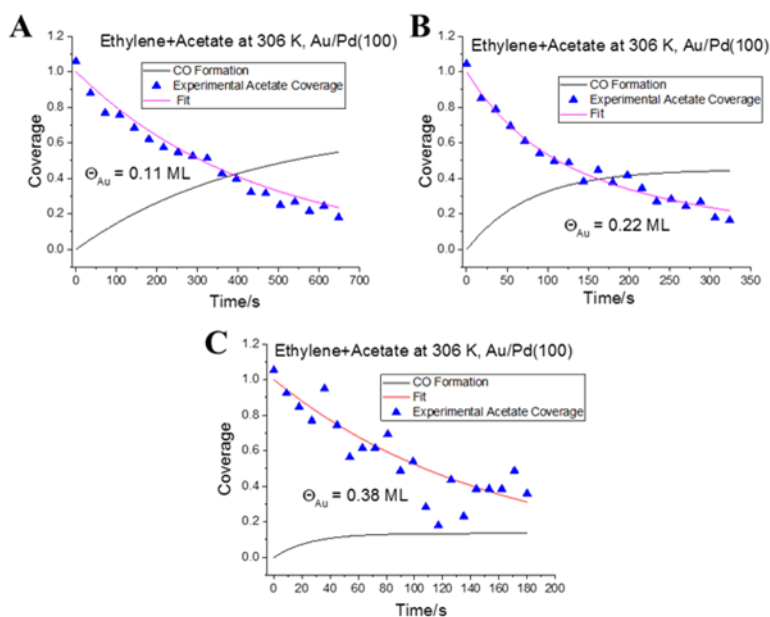 A
Ethylene+Acetate at 306 K, Au/Pd(100)
CO Formation
Experimental Acetate Coverage
Fit
Θ_Au = 0.11 ML
Coverage
1.2
1.0
0.8
0.6
0.4
0.2
0.0
0 100 200 300 400 500 600 700
Time/s
B
Ethylene+Acetate at 306 K, Au/Pd(100)
CO Formation
Experimental Acetate Coverage
Fit
Θ_Au = 0.22 ML
Coverage
1.2
1.0
0.8
0.6
0.4
0.2
0.0
0 50 100 150 200 250 300 350
Time/s
C
Ethylene+Acetate at 306 K, Au/Pd(100)
CO Formation
Fit
Experimental Acetate Coverage
Θ_Au = 0.38 ML
Coverage
1.2
1.0
0.8
0.6
0.4
0.2
0.0
0 20 40 60 80 100 120 140 160 180 200
Time/s